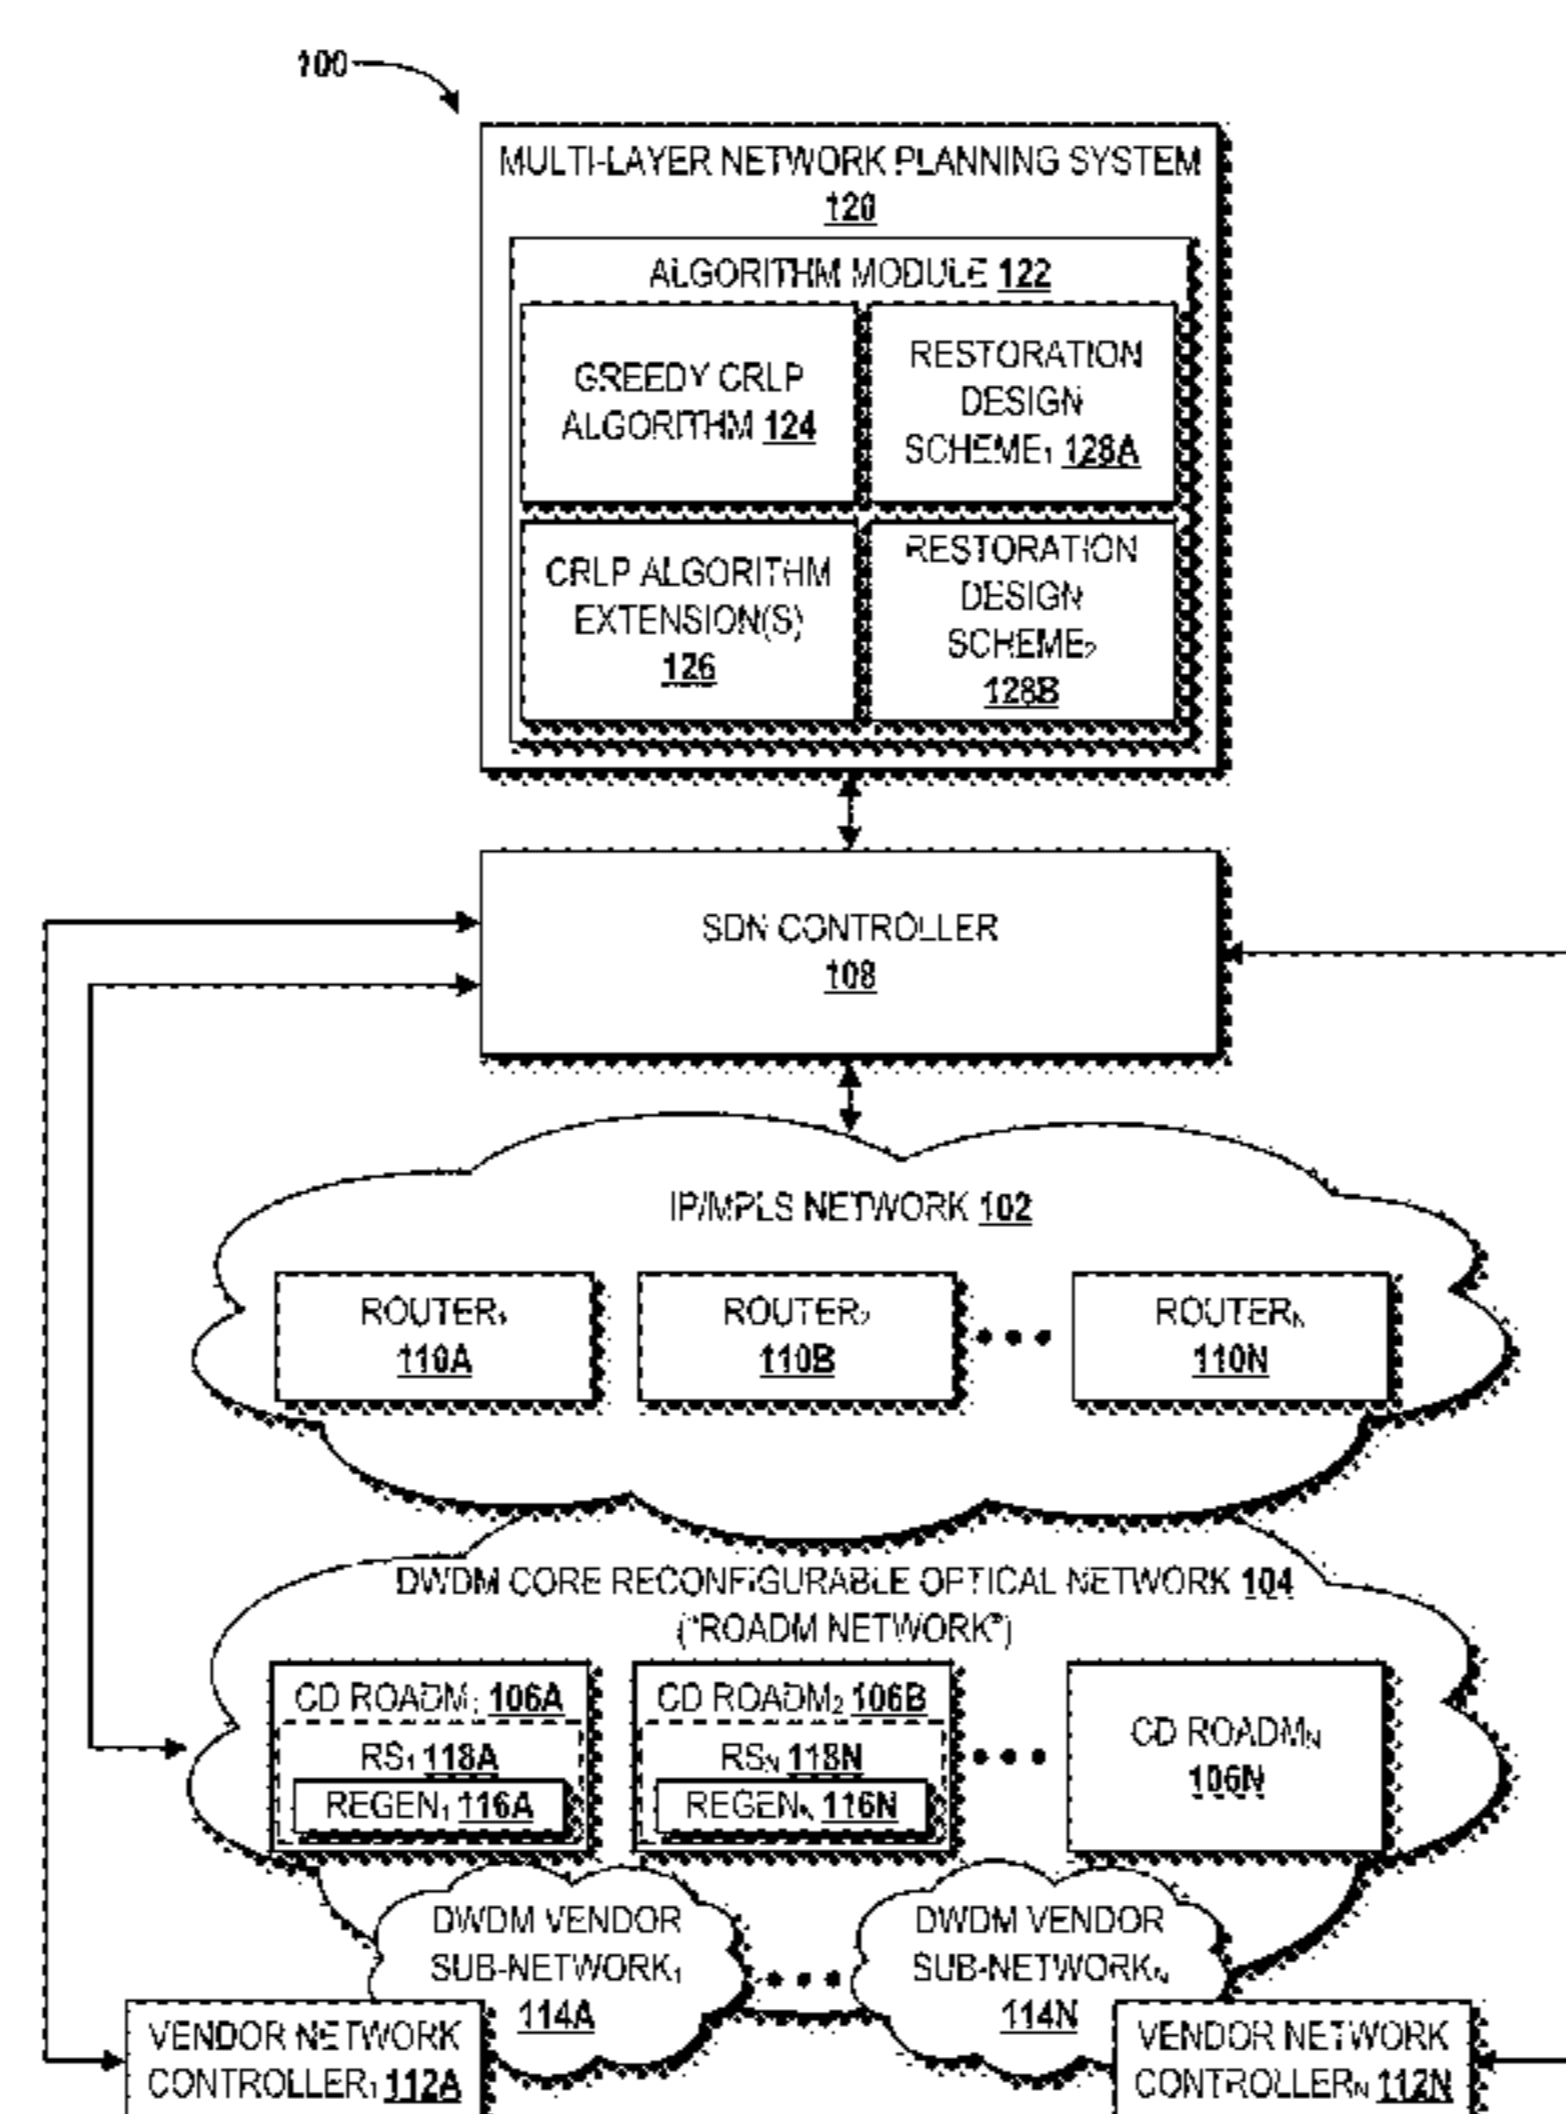 100
MULTI-LAYER NETWORK PLANNING SYSTEM
120
ALGORITHM MODULE 122
GREEDY CRLP
ALGORITHM 124
RESTORATION
DESIGN
SCHEME₁ 128A
CRLP ALGORITHM
EXTENSION(S)
126
RESTORATION
DESIGN
SCHEME₂
128B
SDN CONTROLLER
108
IP/MPLS NETWORK 102
ROUTER₁
110A
ROUTER₂
110B
ROUTERₙ
110N
DWDM CORE RECONFIGURABLE OPTICAL NETWORK 104
("ROADM NETWORK")
CD ROADM₁ 106A
RS₁ 118A
REGEN₁ 116A
CD ROADM₂ 106B
RSₙ 118N
REGENₙ 116N
CD ROADMₙ
106N
DWDM VENDOR
SUB-NETWORK₁
114A
DWDM VENDOR
SUB-NETWORKₙ
114N
VENDOR NETWORK
CONTROLLER₁ 112A
VENDOR NETWORK
CONTROLLERₙ 112N